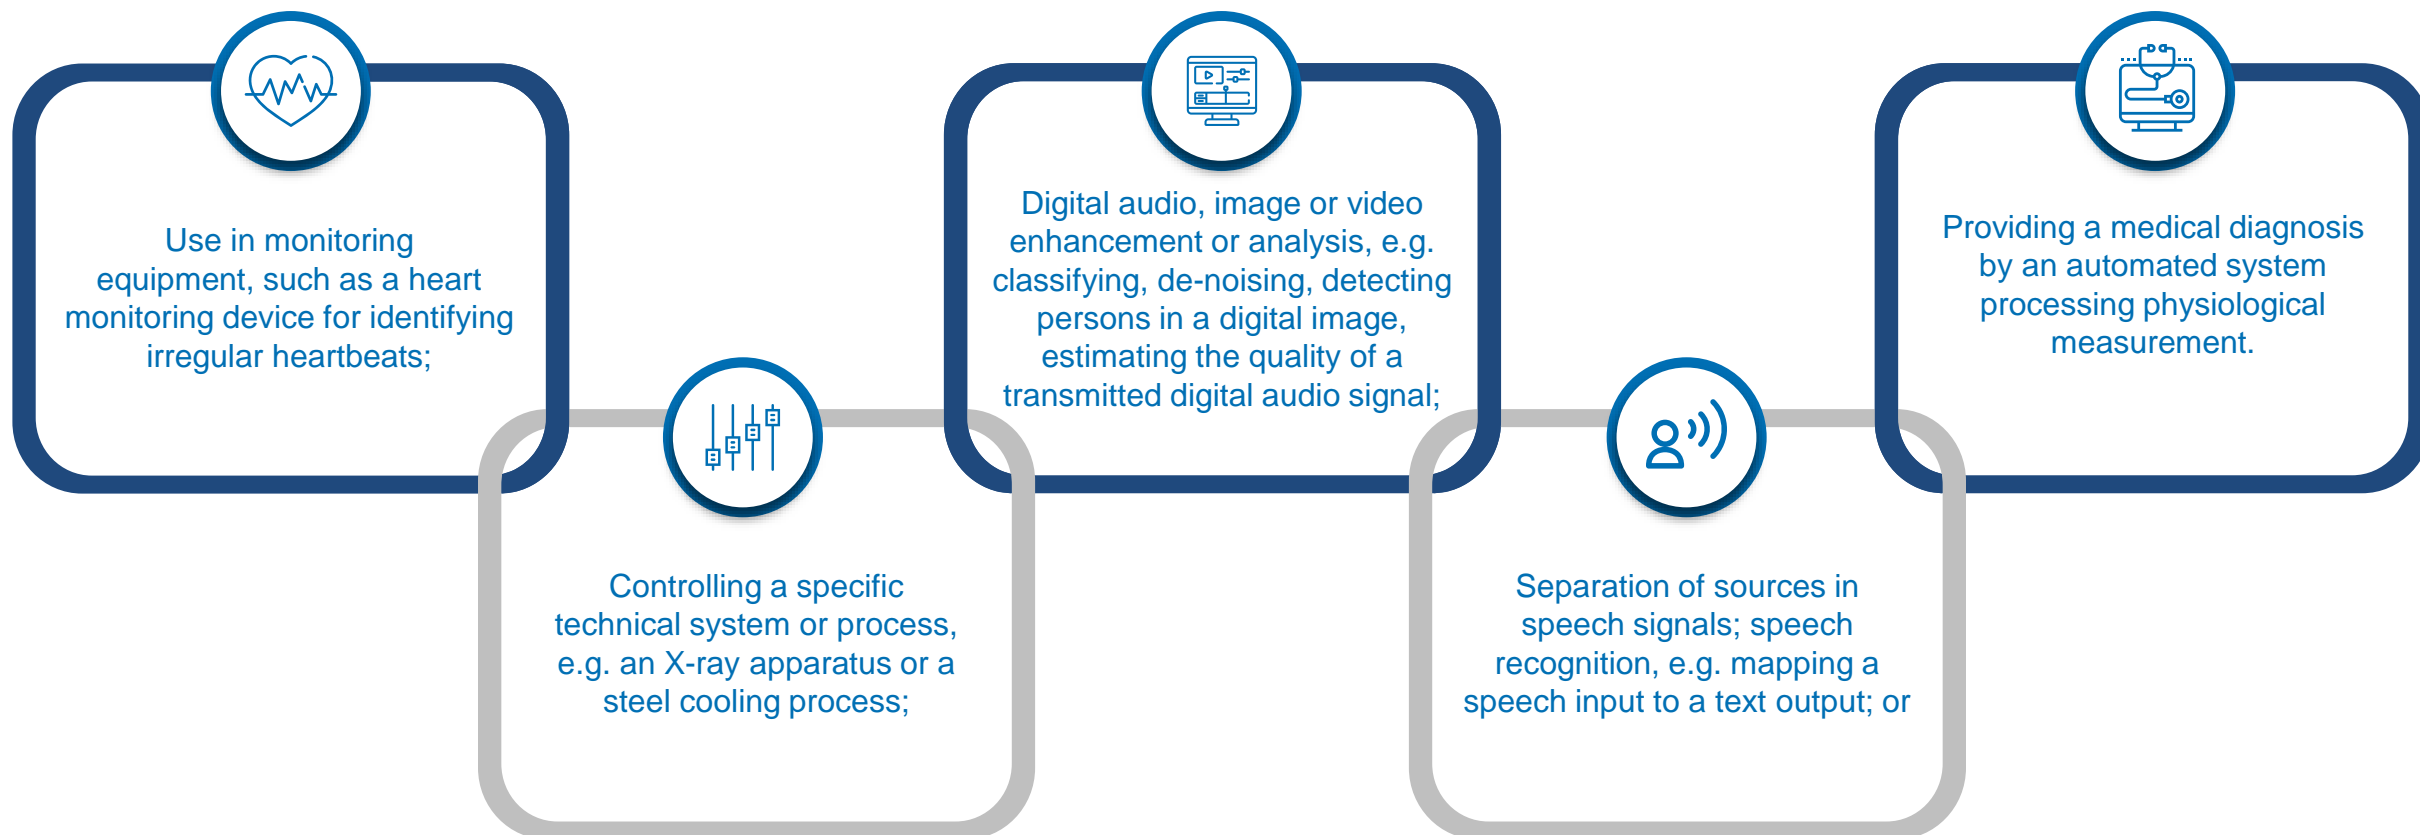 Use in monitoring
equipment, such as a heart
monitoring device for identifying
irregular heartbeats;
Controlling a specific
technical system or process,
e.g. an X-ray apparatus or a
steel cooling process;
Digital audio, image or video
enhancement or analysis, e.g.
classifying, de-noising, detecting
persons in a digital image,
estimating the quality of a
transmitted digital audio signal;
Separation of sources in
speech signals; speech
recognition, e.g. mapping a
speech input to a text output; or
Providing a medical diagnosis
by an automated system
processing physiological
measurement.